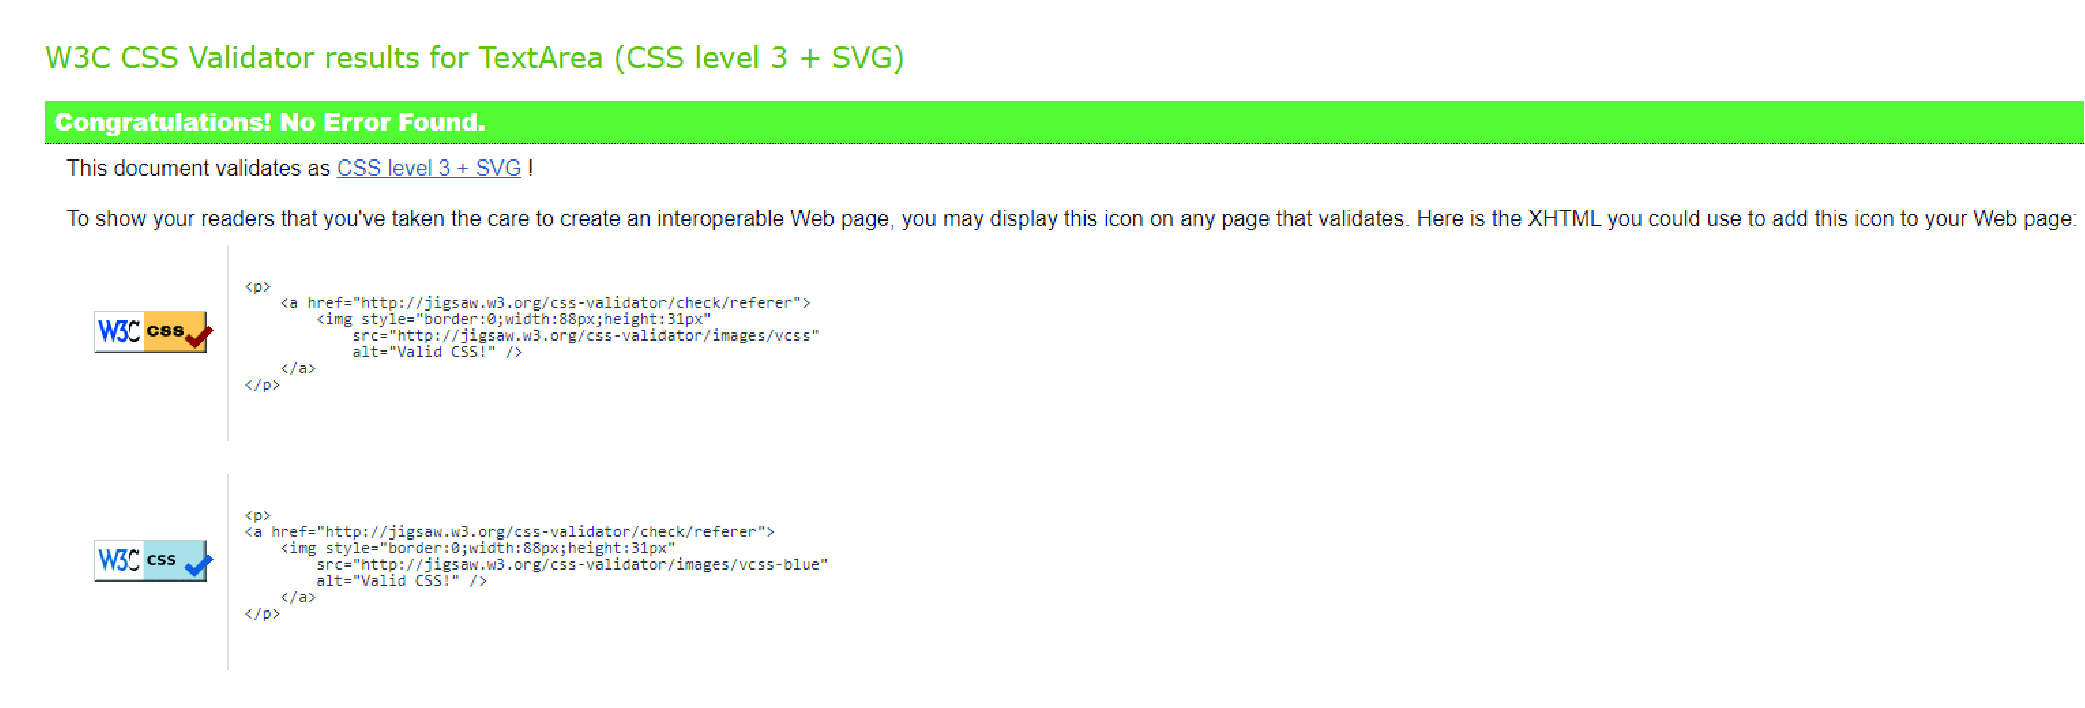 W3C CSS Validator results for TextArea (CSS level 3 + SVG)
Congratulations! No Error Found.
This document validates as CSS level 3 + SVG !
To show your readers that you've taken the care to create an interoperable Web page, you may display this icon on any page that validates. Here is the XHTML you could use to add this icon to your Web page:
W3C css
<p>
    <a href="http://jigsaw.w3.org/css-validator/check/referer">
        <img style="border:0;width:88px;height:31px"
            src="http://jigsaw.w3.org/css-validator/images/vcss"
            alt="Valid CSS!" />
    </a>
</p>
W3C css
<p>
<a href="http://jigsaw.w3.org/css-validator/check/referer">
    <img style="border:0;width:88px;height:31px"
        src="http://jigsaw.w3.org/css-validator/images/vcss-blue"
        alt="Valid CSS!" />
    </a>
</p>